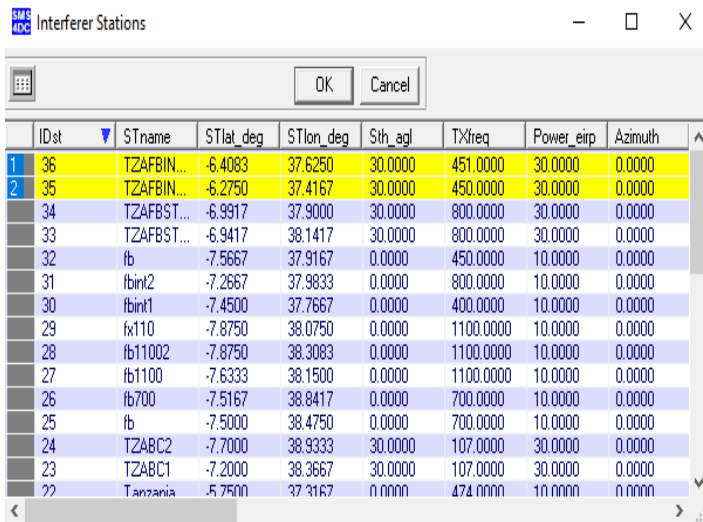 SMS 4DC Interferer Stations
OK Cancel
IDst STname STlat_deg STlon_deg Sth_agl TXfreq Power_eirp Azimuth
1 36 TZAFBIN... -6.4083 37.6250 30.0000 451.0000 30.0000 0.0000
2 35 TZAFBIN... -6.2750 37.4167 30.0000 450.0000 30.0000 0.0000
34 TZAFBST... -6.9917 37.9000 30.0000 800.0000 30.0000 0.0000
33 TZAFBST... -6.9417 38.1417 30.0000 800.0000 30.0000 0.0000
32 fb -7.5667 37.9167 0.0000 450.0000 10.0000 0.0000
31 fbint2 -7.2667 37.9833 0.0000 800.0000 10.0000 0.0000
30 fbint1 -7.4500 37.7667 0.0000 400.0000 10.0000 0.0000
29 fx110 -7.8750 38.0750 0.0000 1100.0000 10.0000 0.0000
28 fb11002 -7.8750 38.3083 0.0000 1100.0000 10.0000 0.0000
27 fb1100 -7.6333 38.1500 0.0000 1100.0000 10.0000 0.0000
26 fb700 -7.5167 38.8417 0.0000 700.0000 10.0000 0.0000
25 fb -7.5000 38.4750 0.0000 700.0000 10.0000 0.0000
24 TZABC2 -7.7000 38.9333 30.0000 107.0000 30.0000 0.0000
23 TZABC1 -7.2000 38.3667 30.0000 107.0000 30.0000 0.0000
22 Tanzania -5.7500 37.3167 0.0000 474.0000 10.0000 0.0000